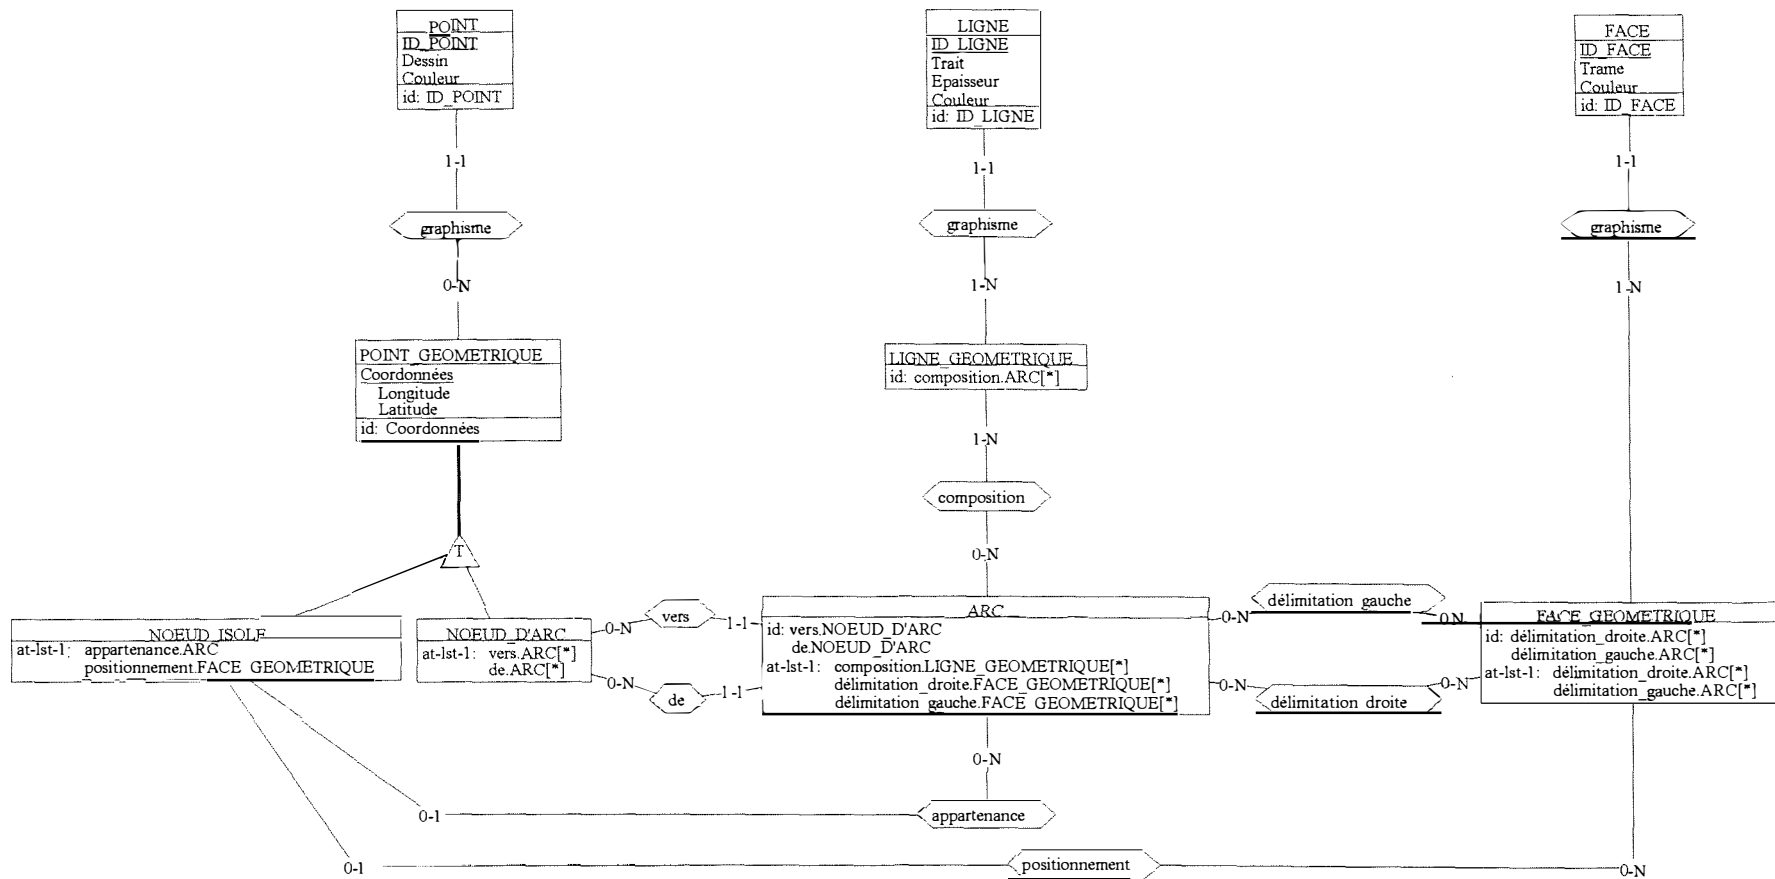 POINT
ID_POINT
Dessin
Couleur
id: ID_POINT
LIGNE
ID_LIGNE
Trait
Epaisseur
Couleur
id: ID_LIGNE
FACE
ID_FACE
Trame
Couleur
id: ID_FACE
1-1
1-1
1-1
graphisme
graphisme
graphisme
0-N
1-N
1-N
POINT_GEOMETRIQUE
Coordonnées
Longitude
Latitude
id: Coordonnées
LIGNE_GEOMETRIQUE
id: composition.ARC[*]
1-N
composition
0-N
T
NOEUD_ISOLE
at-lst-1: appartenance.ARC
positionnement.FACE_GEOMETRIQUE
NOEUD_D'ARC
at-lst-1: vers.ARC[*]
de.ARC[*]
0-N
vers
1-1
0-N
de
1-1
ARC
id: vers.NOEUD_D'ARC
de.NOEUD_D'ARC
at-lst-1: composition.LIGNE_GEOMETRIQUE[*]
délimitation_droite.FACE_GEOMETRIQUE[*]
délimitation_gauche.FACE_GEOMETRIQUE[*]
0-N
délimitation gauche
0-N
0-N
délimitation droite
0-N
FACE_GEOMETRIQUE
id: délimitation_droite.ARC[*]
délimitation_gauche.ARC[*]
at-lst-1: délimitation_droite.ARC[*]
délimitation_gauche.ARC[*]
0-N
0-1
appartenance
0-1
positionnement
0-N